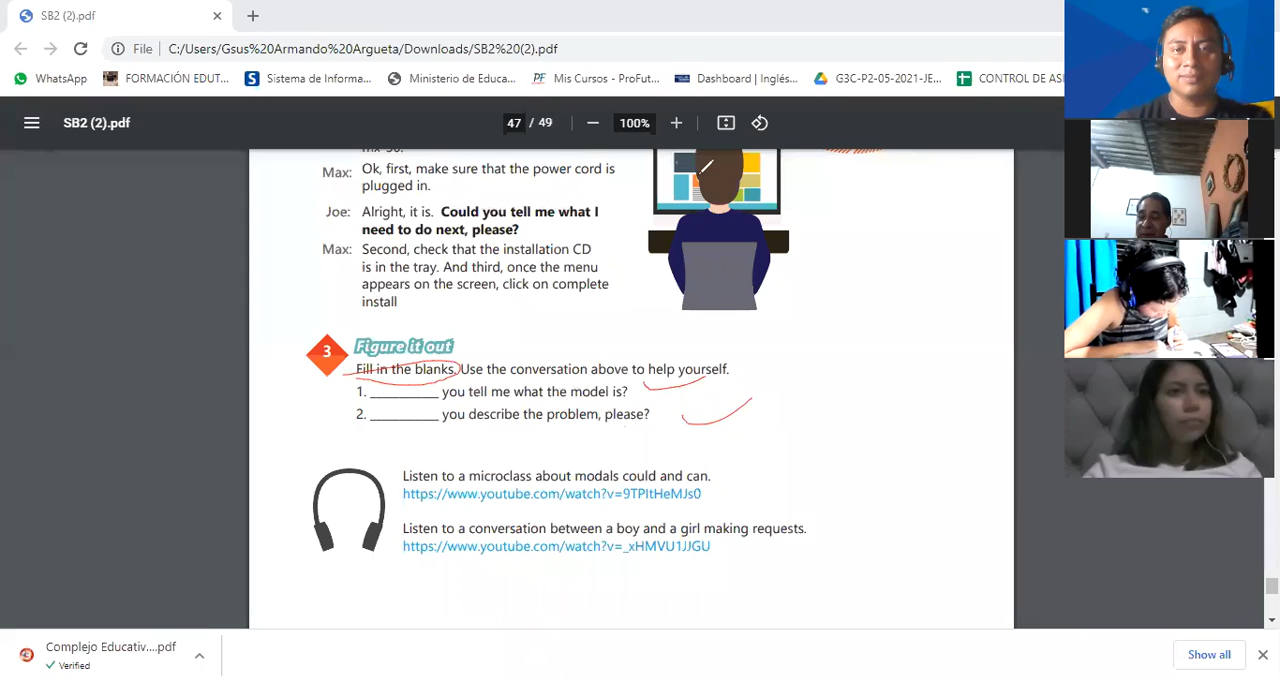 SB2 (2).pdf
File
C:/Users/Gsus%20Armando%20Argueta/Downloads/SB2%20(2).pdf
WhatsApp
FORMACIÓN EDUT...
Sistema de Informa...
Ministerio de Educa...
Mis Cursos - ProFut...
Dashboard | Inglés...
G3C-P2-05-2021-JE...
CONTROL DE ASI
SB2 (2).pdf
47 / 49
100%
Max: Ok, first, make sure that the power cord is
plugged in.
Joe: Alright, it is. Could you tell me what I
need to do next, please?
Max: Second, check that the installation CD
is in the tray. And third, once the menu
appears on the screen, click on complete
install
3 Figure it out
Fill in the blanks. Use the conversation above to help yourself.
1. __________ you tell me what the model is?
2. __________ you describe the problem, please?
Listen to a microclass about modals could and can.
https://www.youtube.com/watch?v=9TPItHeMJs0
Listen to a conversation between a boy and a girl making requests.
https://www.youtube.com/watch?v=_xHMVU1JJGU
Complejo Educativ....pdf
Verified
Show all